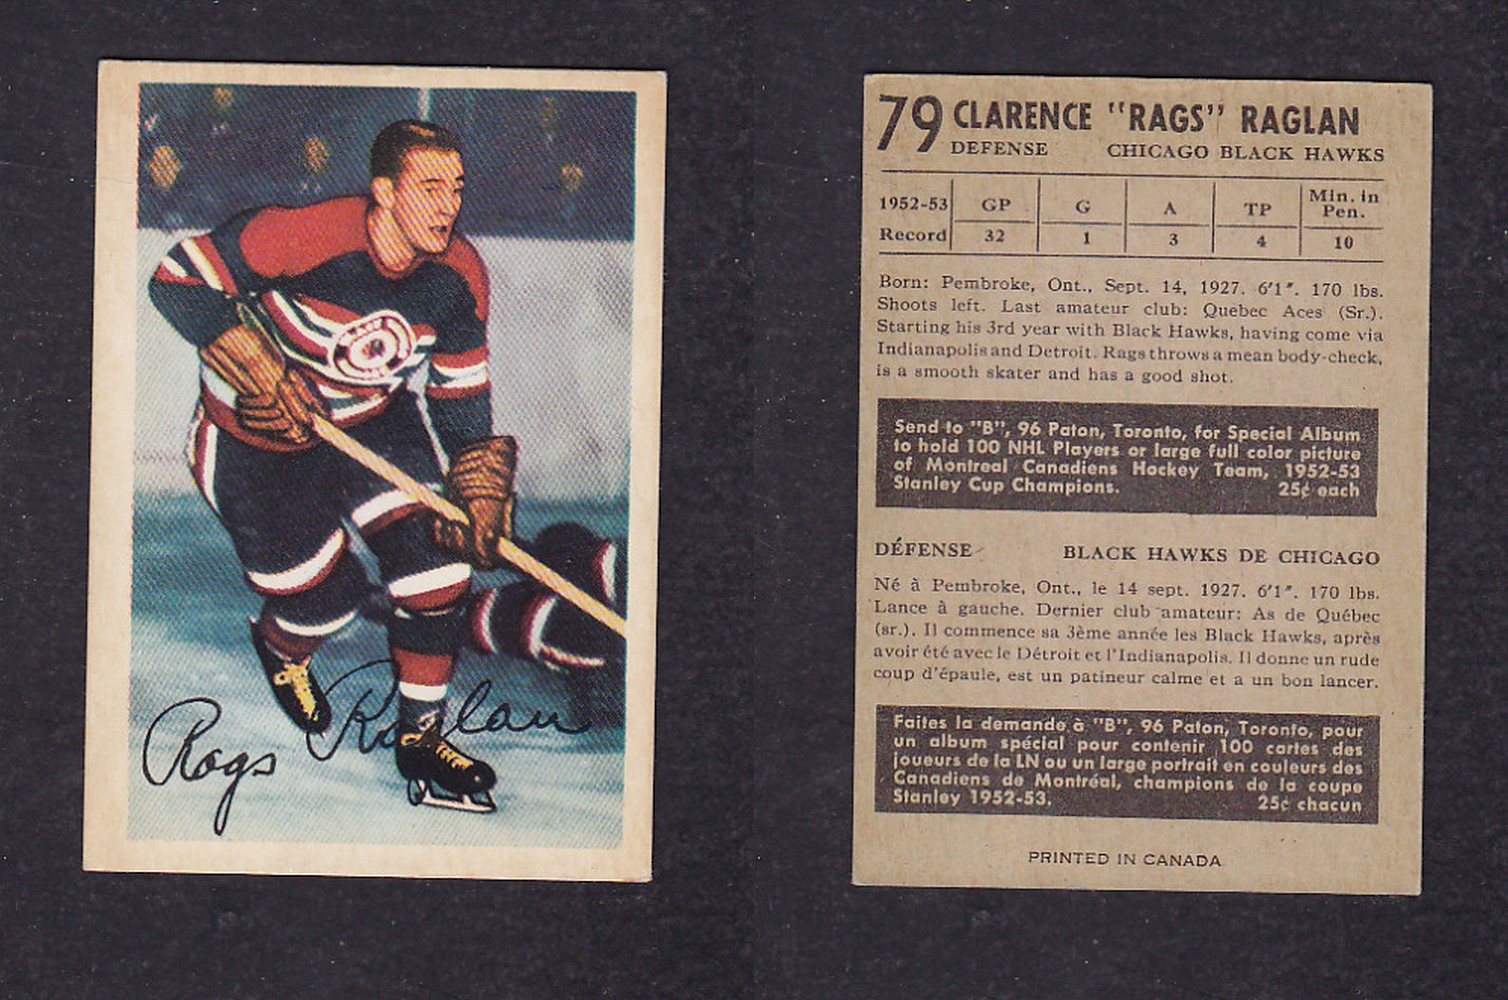 Rags Raglan
79 CLARENCE "RAGS" RAGLAN
DEFENSE CHICAGO BLACK HAWKS
1952-53 GP G A TP Min. in Pen.
Record 32 1 3 4 10
Born: Pembroke, Ont., Sept. 14, 1927. 6'1". 170 lbs.
Shoots left. Last amateur club: Quebec Aces (Sr.).
Starting his 3rd year with Black Hawks, having come via
Indianapolis and Detroit. Rags throws a mean body-check,
is a smooth skater and has a good shot.
Send to "B", 96 Paton, Toronto, for Special Album
to hold 100 NHL Players or large full color picture
of Montreal Canadiens Hockey Team, 1952-53
Stanley Cup Champions. 25¢ each
DÉFENSE BLACK HAWKS DE CHICAGO
Né à Pembroke, Ont., le 14 sept. 1927. 6'1". 170 lbs.
Lance à gauche. Dernier club amateur: As de Québec
(sr.). Il commence sa 3ème année les Black Hawks, après
avoir été avec le Détroit et l'Indianapolis. Il donne un rude
coup d'épaule, est un patineur calme et a un bon lancer.
Faites la demande à "B", 96 Paton, Toronto, pour
un album spécial pour contenir 100 cartes des
joueurs de la LN ou un large portrait en couleurs des
Canadiens de Montréal, champions de la coupe
Stanley 1952-53. 25¢ chacun
PRINTED IN CANADA